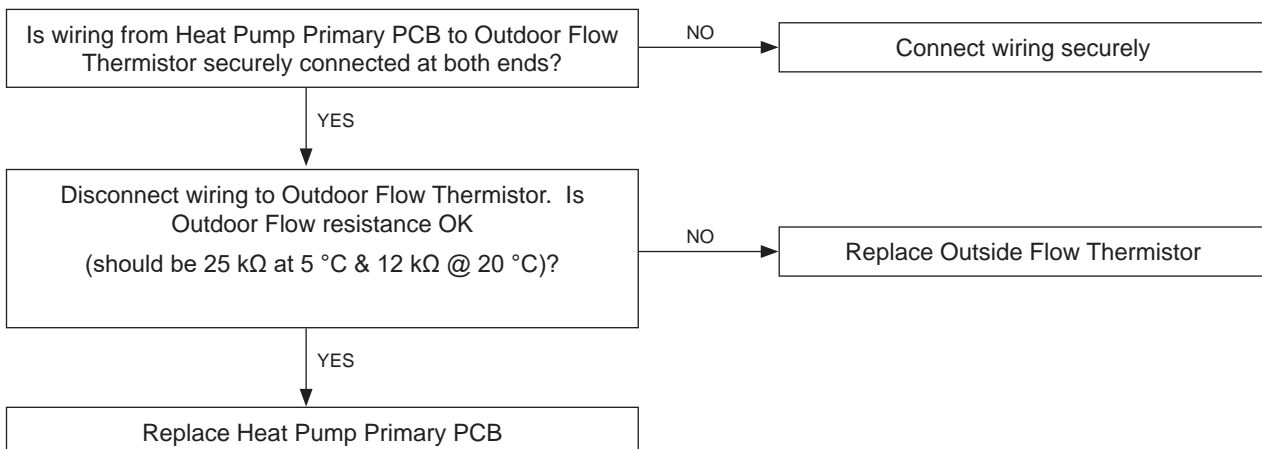 Is wiring from Heat Pump Primary PCB to Outdoor Flow
Thermistor securely connected at both ends?
NO
Connect wiring securely
YES
Disconnect wiring to Outdoor Flow Thermistor.  Is
Outdoor Flow resistance OK
(should be 25 kΩ at 5 °C & 12 kΩ @ 20 °C)?
NO
Replace Outside Flow Thermistor
YES
Replace Heat Pump Primary PCB